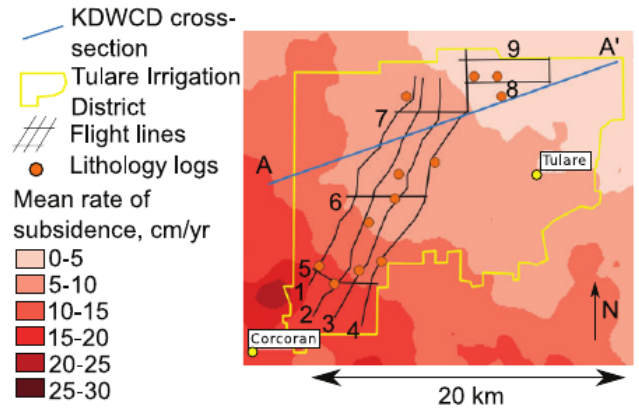 KDWCD cross-
section
Tulare Irrigation
District
Flight lines
Lithology logs
Mean rate of
subsidence, cm/yr
0-5
5-10
10-15
15-20
20-25
25-30
A'
9
8
7
A
Tulare
6
5
1
2
3
4
N
Corcoran
20 km